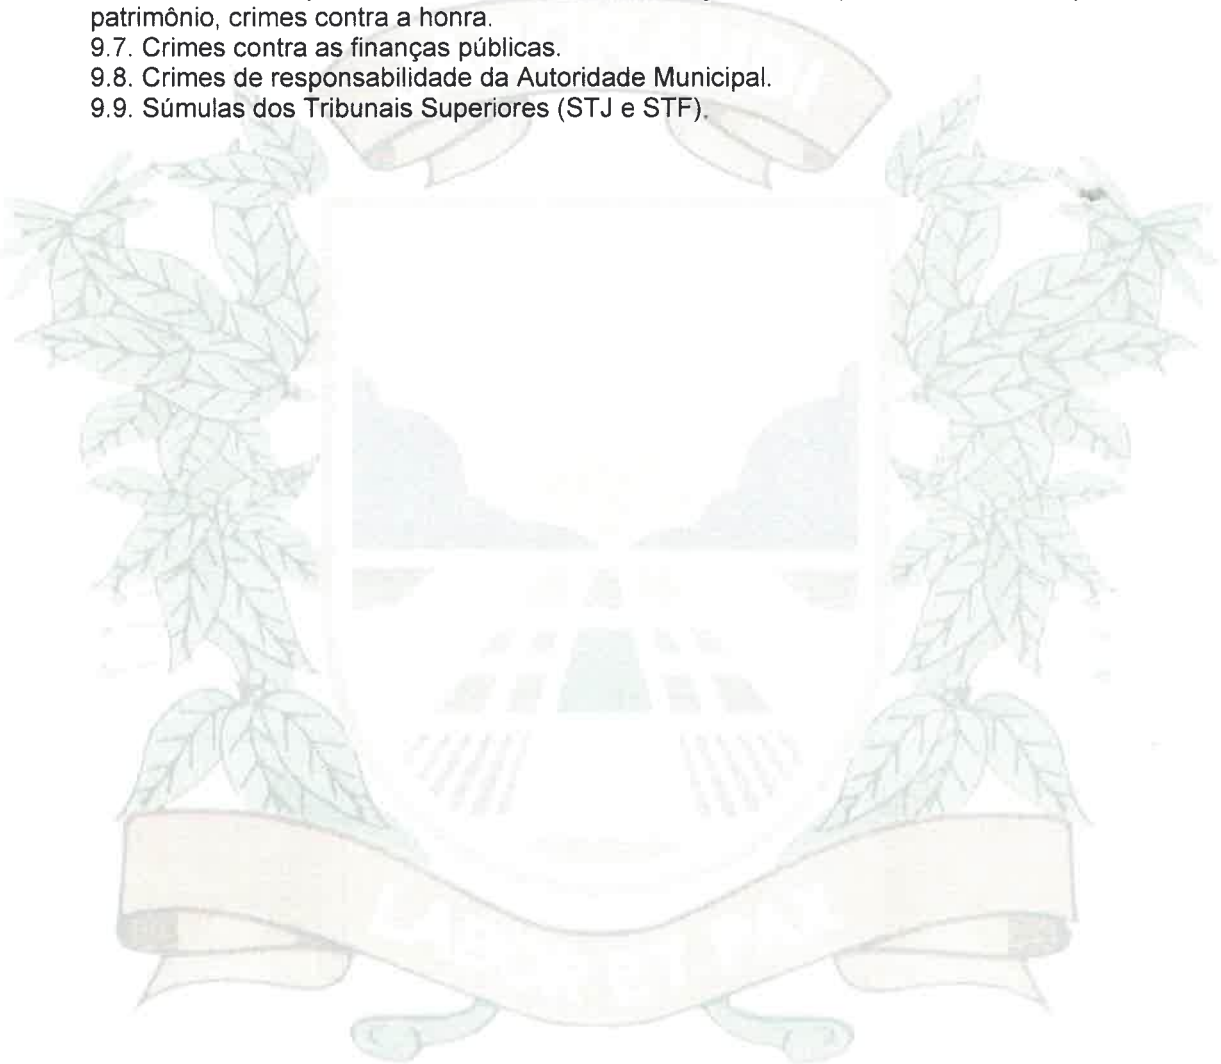 patrimônio, crimes contra a honra.
9.7. Crimes contra as finanças públicas.
9.8. Crimes de responsabilidade da Autoridade Municipal.
9.9. Súmulas dos Tribunais Superiores (STJ e STF).